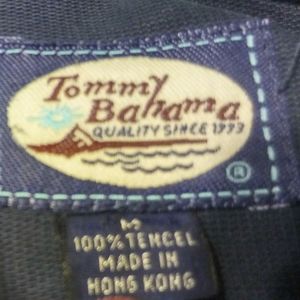 Tommy
Bahama
QUALITY SINCE 1993
®
M
100% TENCEL
MADE IN
HONG KONG